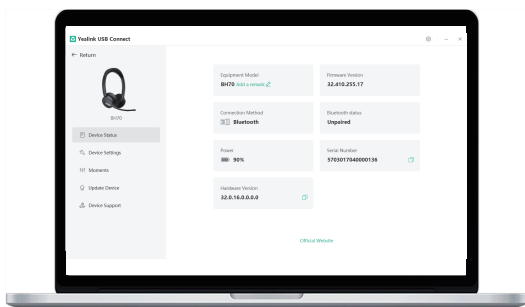 Yealink USB Connect
← Return
BH70
Device Status
Device Settings
Moments
Update Device
Device Support
Equipment Model
BH70 Add a remark
Firmware Version
32.410.255.17
Connection Method
Bluetooth
Bluetooth status
Unpaired
Power
90%
Serial Number
5703017040000136
Hardware Version
32.0.16.0.0.0.0
Official Website